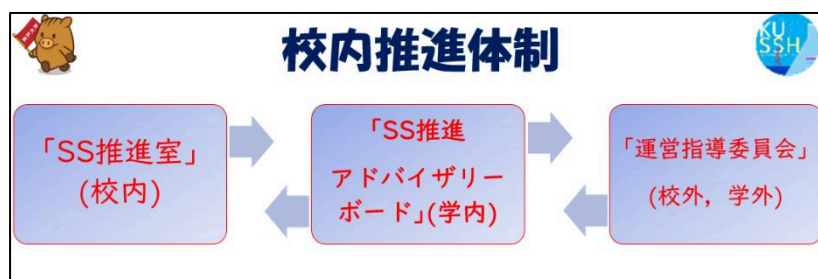 校内推進体制
KU
SSH
「SS推進室」
(校内)
「SS推進
アドバイザリー
ボード」(学内)
「運営指導委員会」
(校外，学外)